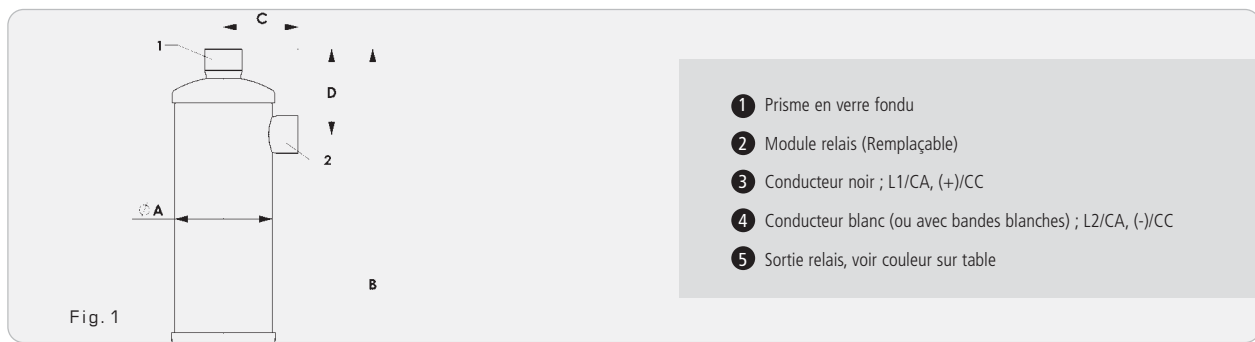 C
1
D
2
∅ A
B
Fig. 1
1 Prisme en verre fondu
2 Module relais (Remplaçable)
3 Conducteur noir ; L1/CA, (+)/CC
4 Conducteur blanc (ou avec bandes blanches) ; L2/CA, (-)/CC
5 Sortie relais, voir couleur sur table